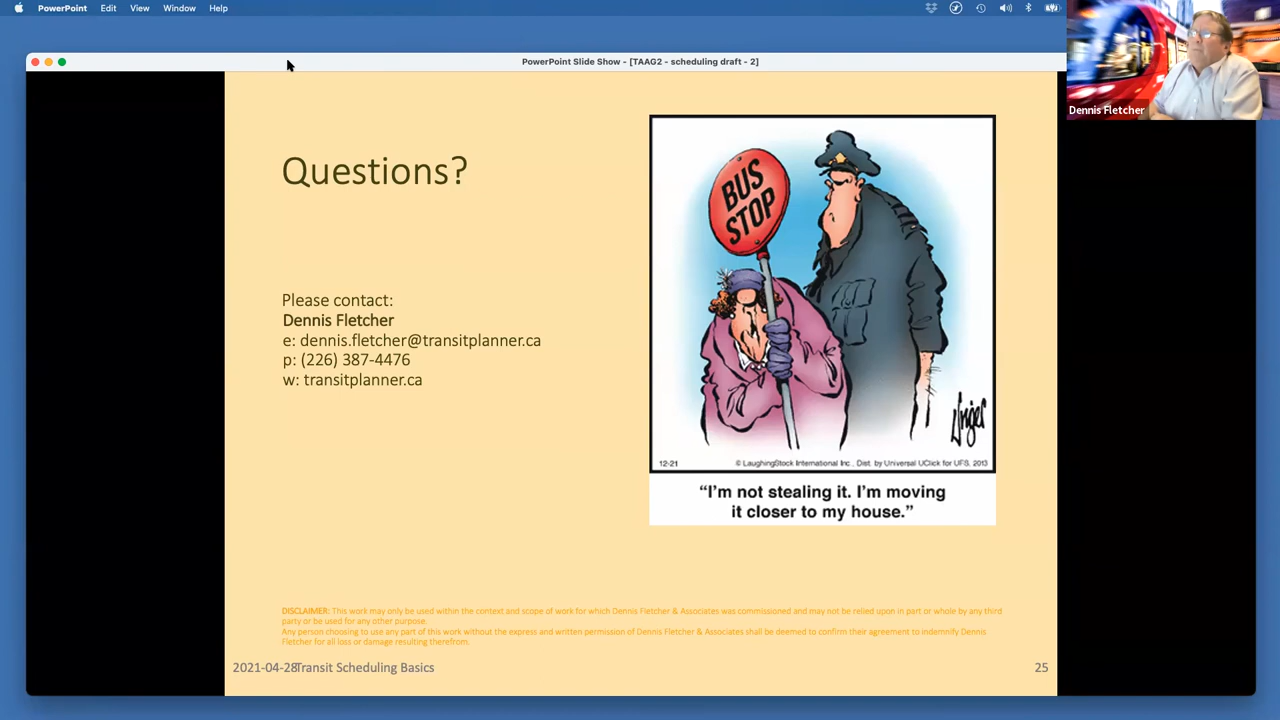 PowerPoint Edit View Window Help
PowerPoint Slide Show - [TAAG2 - scheduling draft - 2]
Dennis Fletcher
Questions?
Please contact:
Dennis Fletcher
e: dennis.fletcher@transitplanner.ca
p: (226) 387-4476
w: transitplanner.ca
BUS
STOP
Unger
12-21 © LaughingStock International Inc., Dist. by Universal UClick for UFS, 2013
“I’m not stealing it. I’m moving
it closer to my house.”
DISCLAIMER: This work may only be used within the context and scope of work for which Dennis Fletcher & Associates was commissioned and may not be relied upon in part or whole by any third
party or be used for any other purpose.
Any person choosing to use any part of this work without the express and written permission of Dennis Fletcher & Associates shall be deemed to confirm their agreement to indemnify Dennis
Fletcher for all loss or damage resulting therefrom.
2021-04-28 Transit Scheduling Basics 25